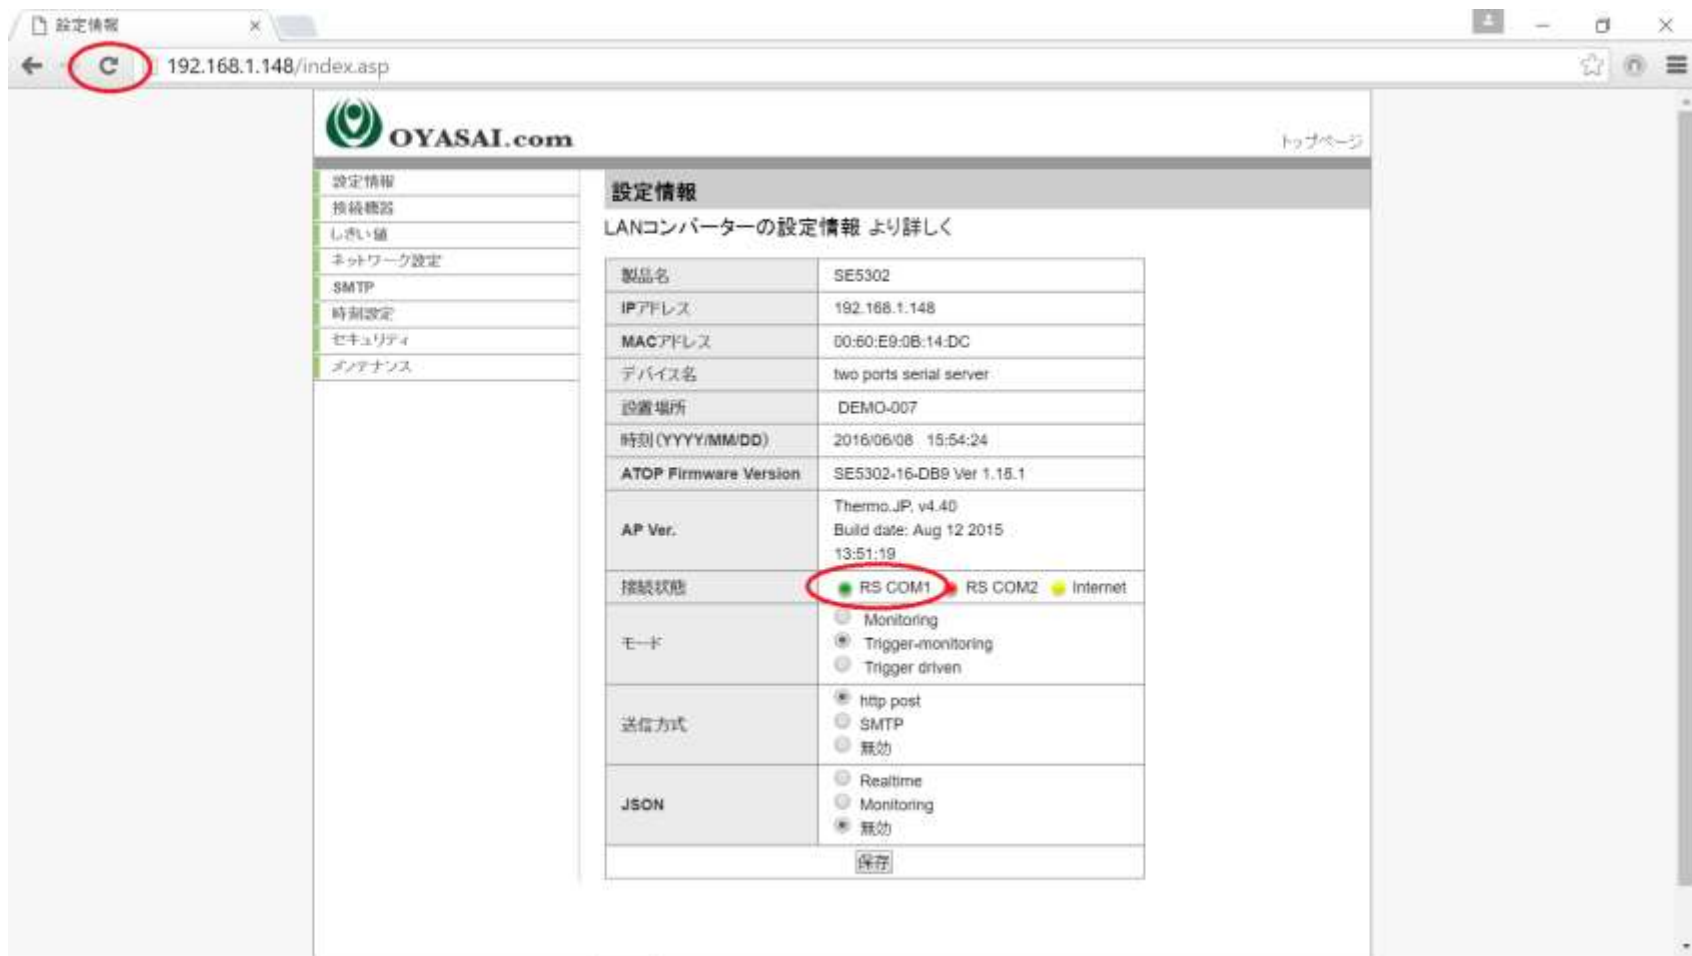 設定情報
192.168.1.148/index.asp
OYASAI.com
トップページ
設定情報
接続機器
しきい値
ネットワーク設定
SMTP
時刻設定
セキュリティ
メンテナンス
設定情報
LANコンバーターの設定情報 より詳しく
製品名 SE5302
IPアドレス 192.168.1.148
MACアドレス 00:60:E9:0B:14:DC
デバイス名 two ports serial server
設置場所 DEMO-007
時刻(YYYY/MM/DD) 2016/06/08 15:54:24
ATOP Firmware Version SE5302-16-DB9 Ver 1.16.1
AP Ver. Thermo.JP, v4.40
Build date: Aug 12 2015
13:51:19
接続状態 RS COM1 RS COM2 Internet
モード Monitoring
Trigger-monitoring
Trigger driven
送信方式 http post
SMTP
無効
JSON Realtime
Monitoring
無効
保存